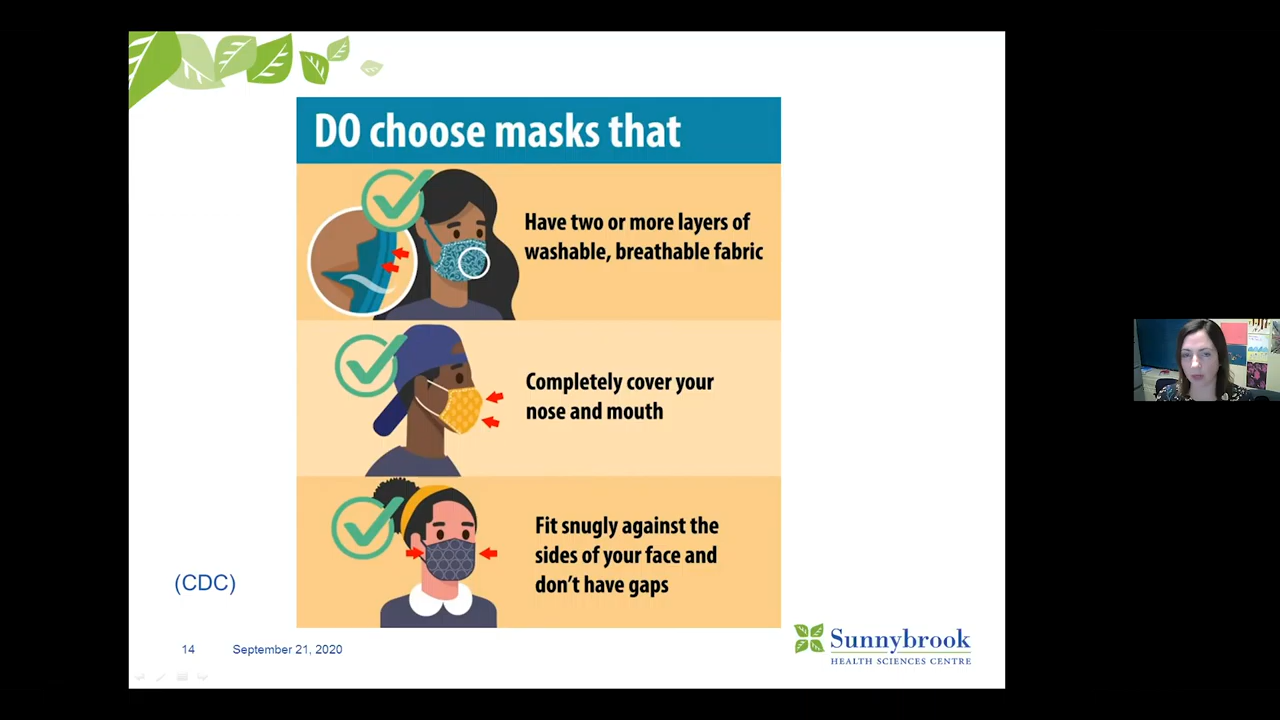 DO choose masks that
Have two or more layers of
washable, breathable fabric
Completely cover your
nose and mouth
Fit snugly against the
sides of your face and
don't have gaps
(CDC)
14
September 21, 2020
Sunnybrook
HEALTH SCIENCES CENTRE